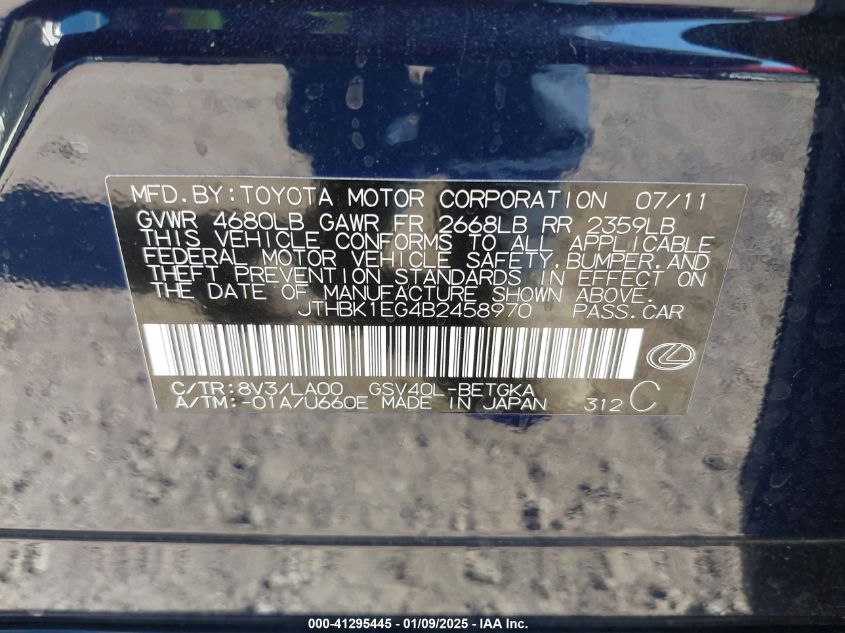 MFD.BY:TOYOTA MOTOR CORPORATION 07/11
GVWR 4680LB GAWR FR 2668LB RR 2359LB
THIS VEHICLE CONFORMS TO ALL APPLICABLE
FEDERAL MOTOR VEHICLE SAFETY,BUMPER,AND
THEFT PREVENTION STANDARDS IN EFFECT ON
THE DATE OF MANUFACTURE SHOWN ABOVE.
JTHBK1EG4B2458970 PASS.CAR
C/TR:8V3/LA00 GSV40L-BETGKA
A/TM:-01A/U660E MADE IN JAPAN 312 C
000-41295445 - 01/09/2025 - IAA Inc.